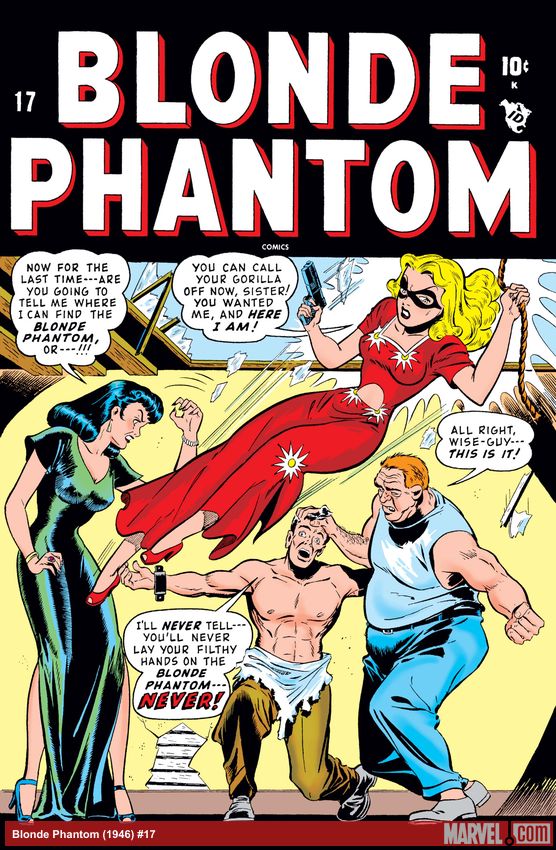 BLONDE
PHANTOM
17
10¢
K
COMICS
NOW FOR THE
LAST TIME---ARE
YOU GOING TO
TELL ME WHERE
I CAN FIND THE
BLONDE
PHANTOM,
OR---!!!
YOU CAN CALL
YOUR GORILLA
OFF NOW, SISTER!
YOU WANTED
ME, AND HERE
I AM!
ALL RIGHT,
WISE-GUY---
THIS IS IT!
I'LL NEVER TELL---
YOU'LL NEVER
LAY YOUR FILTHY
HANDS ON THE
BLONDE
PHANTOM---
NEVER!
Blonde Phantom (1946) #17
MARVEL.com